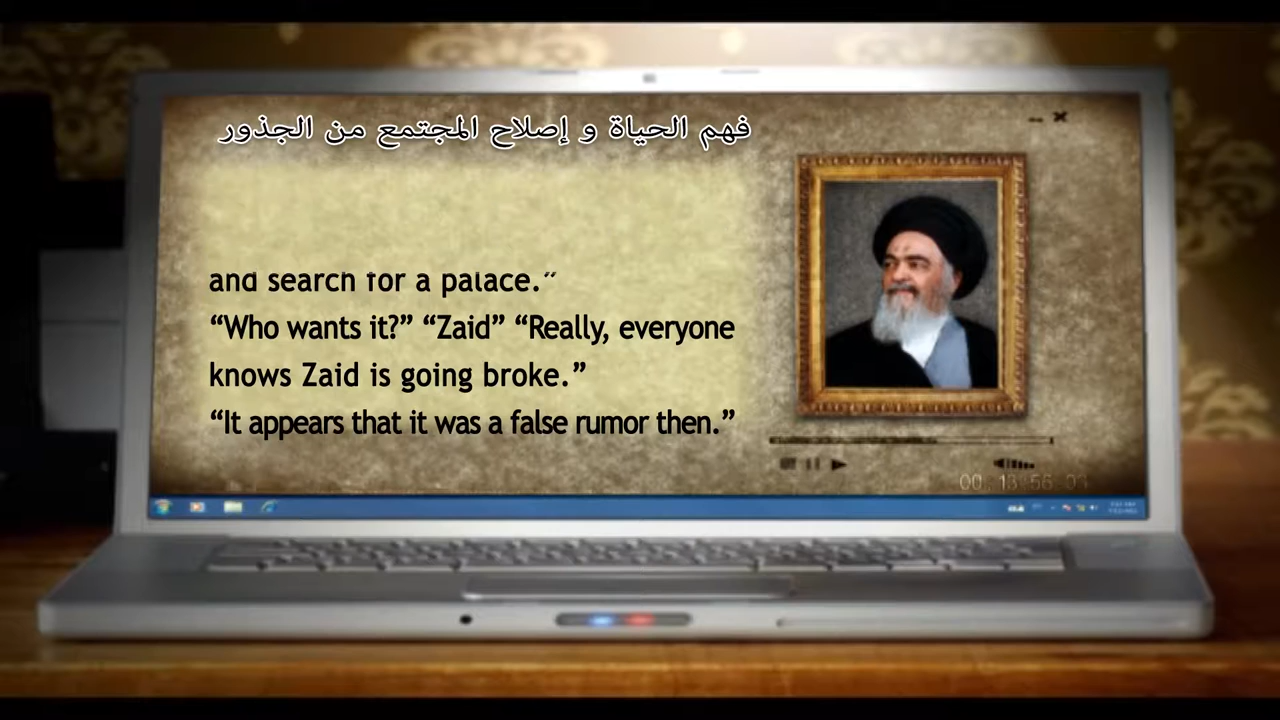 فهم الحياة و إصلاح المجتمع من الجذور
and search for a palace.”
“Who wants it?” “Zaid” “Really, everyone
knows Zaid is going broke.”
“It appears that it was a false rumor then.”